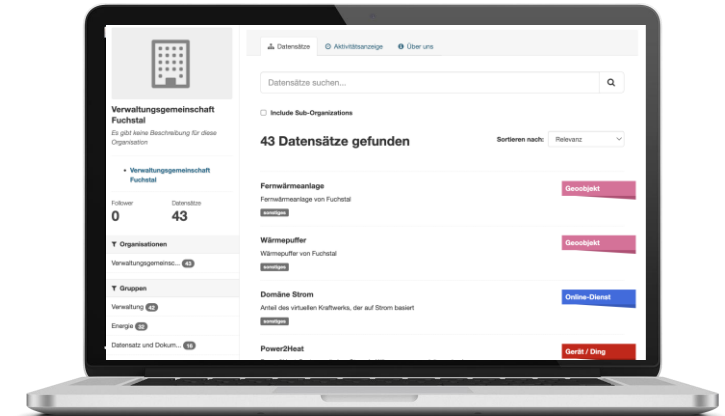 Datensätze
Aktivitätsanzeige
Über uns
Datensätze suchen...
Include Sub-Organizations
43 Datensätze gefunden
Sortieren nach:
Relevanz
Verwaltungsgemeinschaft
Fuchstal
Es gibt keine Beschreibung für diese
Organisation
Verwaltungsgemeinschaft
Fuchstal
Follower
Datensätze
0
43
Organisationen
Verwaltungsgemeinsc... 43
Gruppen
Verwaltung 42
Energie 32
Datensatz und Dokum... 16
Fernwärmeanlage
Geoobjekt
Fernwärmeanlage von Fuchstal
sonstiges
Wärmepuffer
Geoobjekt
Wärmepuffer von Fuchstal
sonstiges
Domäne Strom
Online-Dienst
Anteil des virtuellen Kraftwerks, der auf Strom basiert
sonstiges
Power2Heat
Gerät / Ding